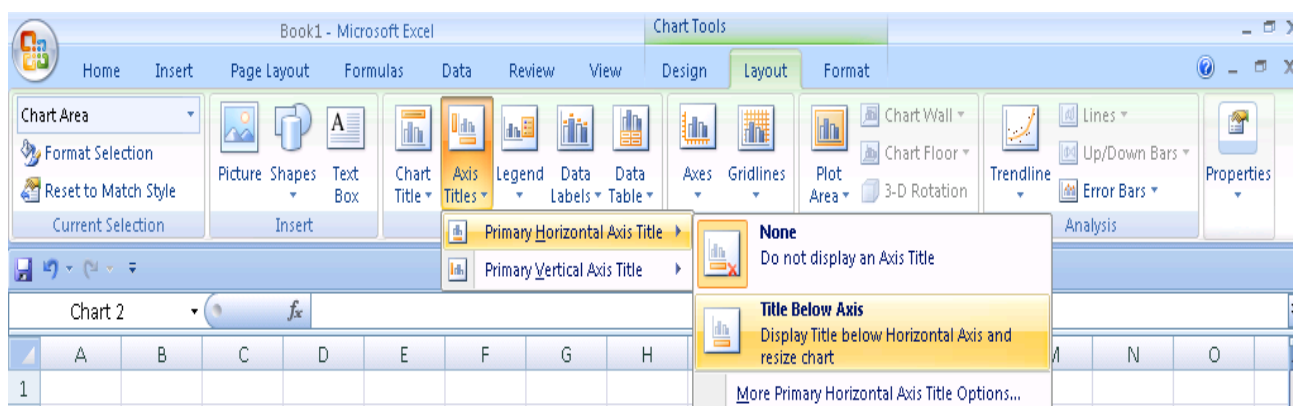 Book1 - Microsoft Excel
Chart Tools
Home Insert Page Layout Formulas Data Review View Design Layout Format
Chart Area
Format Selection
Reset to Match Style
Current Selection
Picture
Shapes
Text
Box
Insert
Chart
Title
Axis
Titles
Legend
Data
Labels
Data
Table
Axes
Gridlines
Plot
Area
Chart Wall
Chart Floor
3-D Rotation
Trendline
Lines
Up/Down Bars
Error Bars
Analysis
Properties
Primary Horizontal Axis Title
Primary Vertical Axis Title
None
Do not display an Axis Title
Title Below Axis
Display Title below Horizontal Axis and
resize chart
More Primary Horizontal Axis Title Options...
Chart 2
fx
A B C D E F G H M N O
1